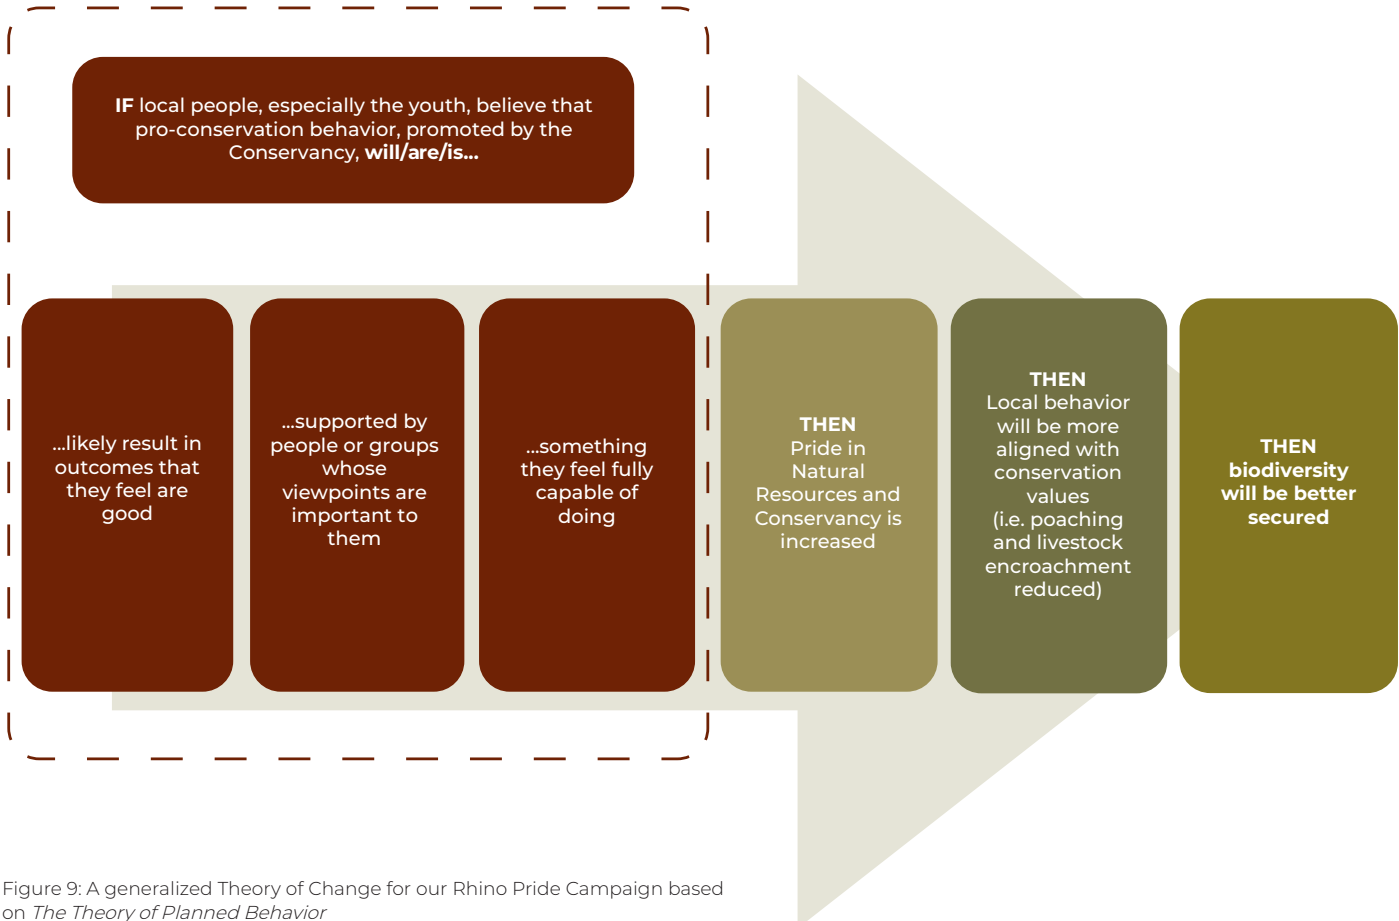 IF local people, especially the youth, believe that
pro-conservation behavior, promoted by the
Conservancy, will/are/is...
...likely result in
outcomes that
they feel are
good
...supported by
people or groups
whose
viewpoints are
important to
them
...something
they feel fully
capable of
doing
THEN
Pride in
Natural
Resources and
Conservancy is
increased
THEN
Local behavior
will be more
aligned with
conservation
values
(i.e. poaching
and livestock
encroachment
reduced)
THEN
biodiversity
will be better
secured
Figure 9: A generalized Theory of Change for our Rhino Pride Campaign based
on The Theory of Planned Behavior